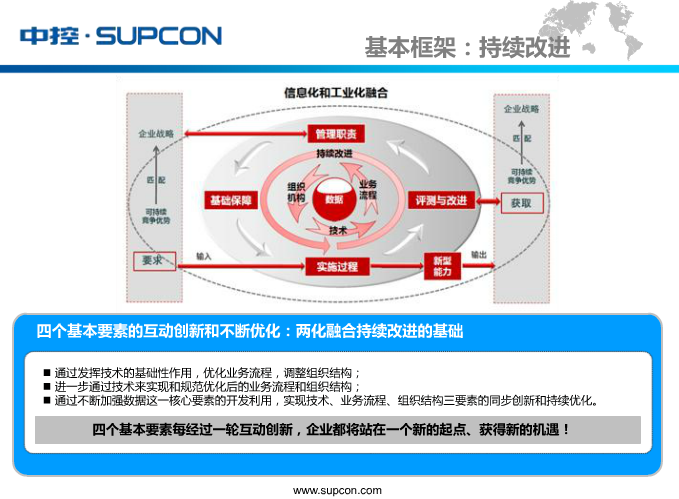 中控·SUPCON
基本框架：持续改进
信息化和工业化融合
企业战略
匹 配
可持续
竞争优势
要求
输入
管理职责
持续改进
组织
机构
业务
流程
数据
技术
基础保障
评测与改进
实施过程
新型
能力
输出
企业战略
匹 配
可持续
竞争优势
获取
四个基本要素的互动创新和不断优化：两化融合持续改进的基础
■ 通过发挥技术的基础性作用，优化业务流程，调整组织结构；
■ 进一步通过技术来实现和规范优化后的业务流程和组织结构；
■ 通过不断加强数据这一核心要素的开发利用，实现技术、业务流程、组织结构三要素的同步创新和持续优化。
四个基本要素每经过一轮互动创新，企业都将站在一个新的起点、获得新的机遇！
www.supcon.com